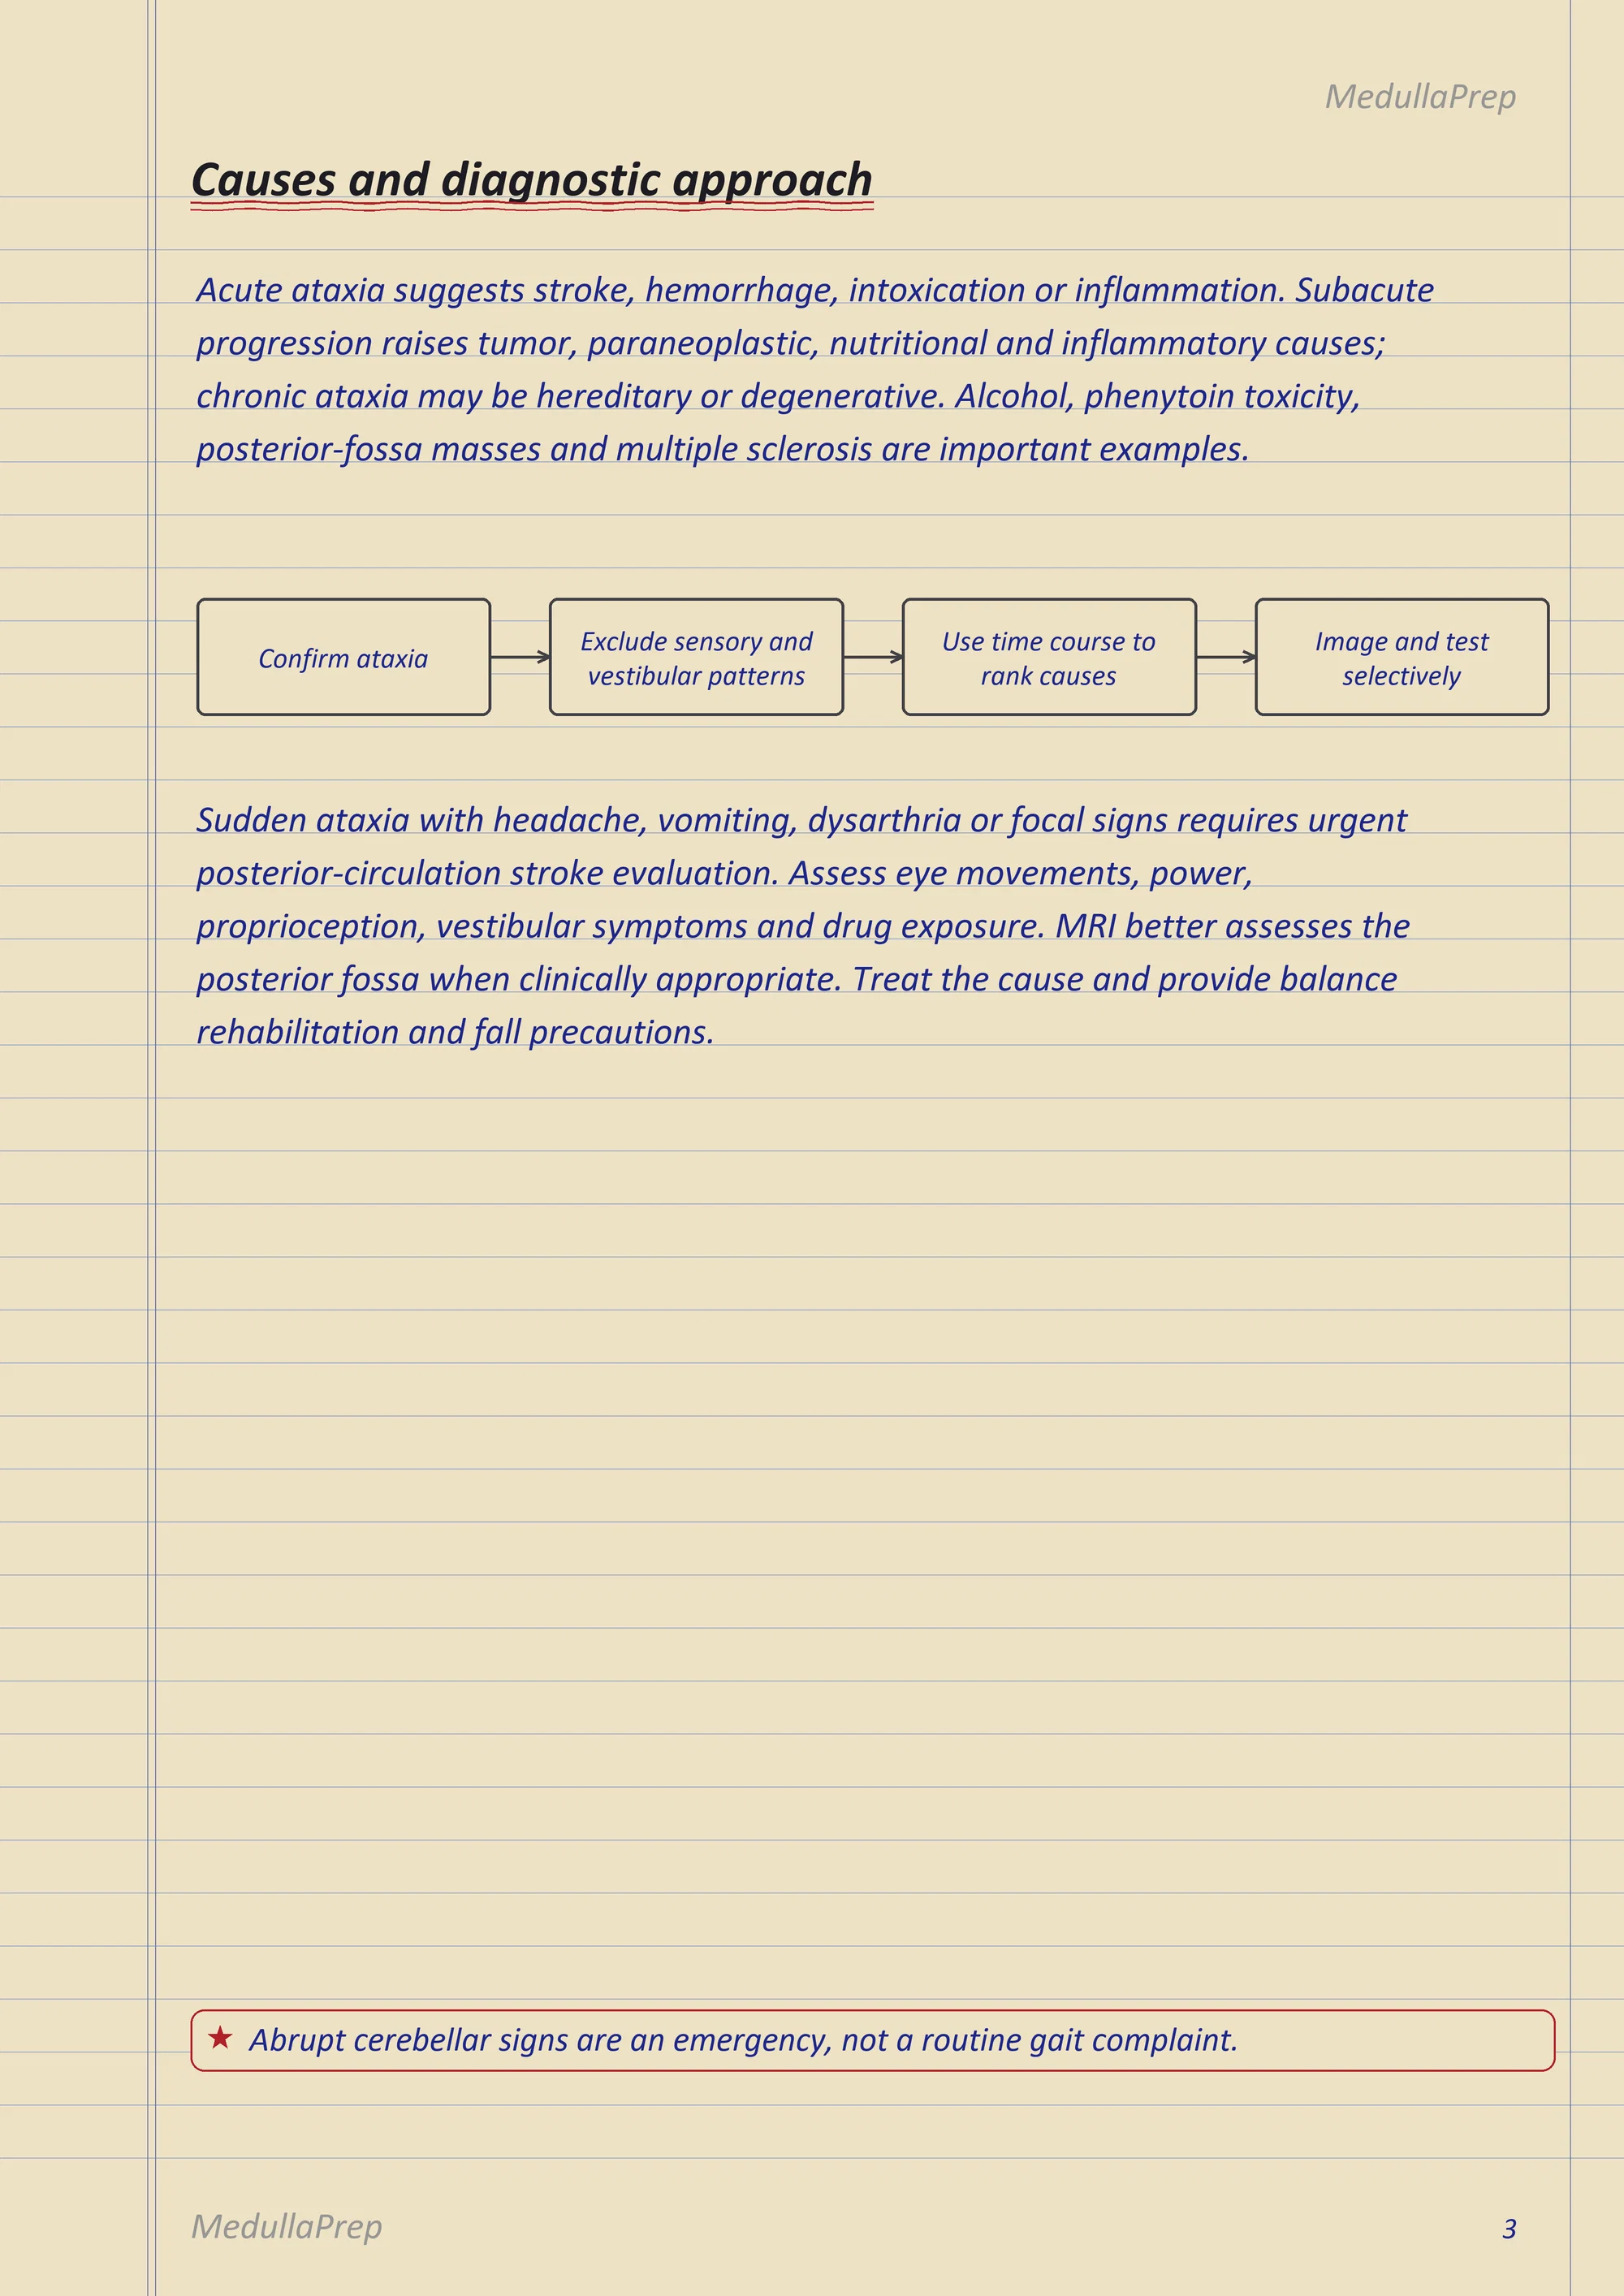 MedullaPrep
Causes and diagnostic approach
Acute ataxia suggests stroke, hemorrhage, intoxication or inflammation. Subacute
progression raises tumor, paraneoplastic, nutritional and inflammatory causes;
chronic ataxia may be hereditary or degenerative. Alcohol, phenytoin toxicity,
posterior-fossa masses and multiple sclerosis are important examples.
Confirm ataxia
Exclude sensory and
vestibular patterns
Use time course to
rank causes
Image and test
selectively
Sudden ataxia with headache, vomiting, dysarthria or focal signs requires urgent
posterior-circulation stroke evaluation. Assess eye movements, power,
proprioception, vestibular symptoms and drug exposure. MRI better assesses the
posterior fossa when clinically appropriate. Treat the cause and provide balance
rehabilitation and fall precautions.
★ Abrupt cerebellar signs are an emergency, not a routine gait complaint.
MedullaPrep
3